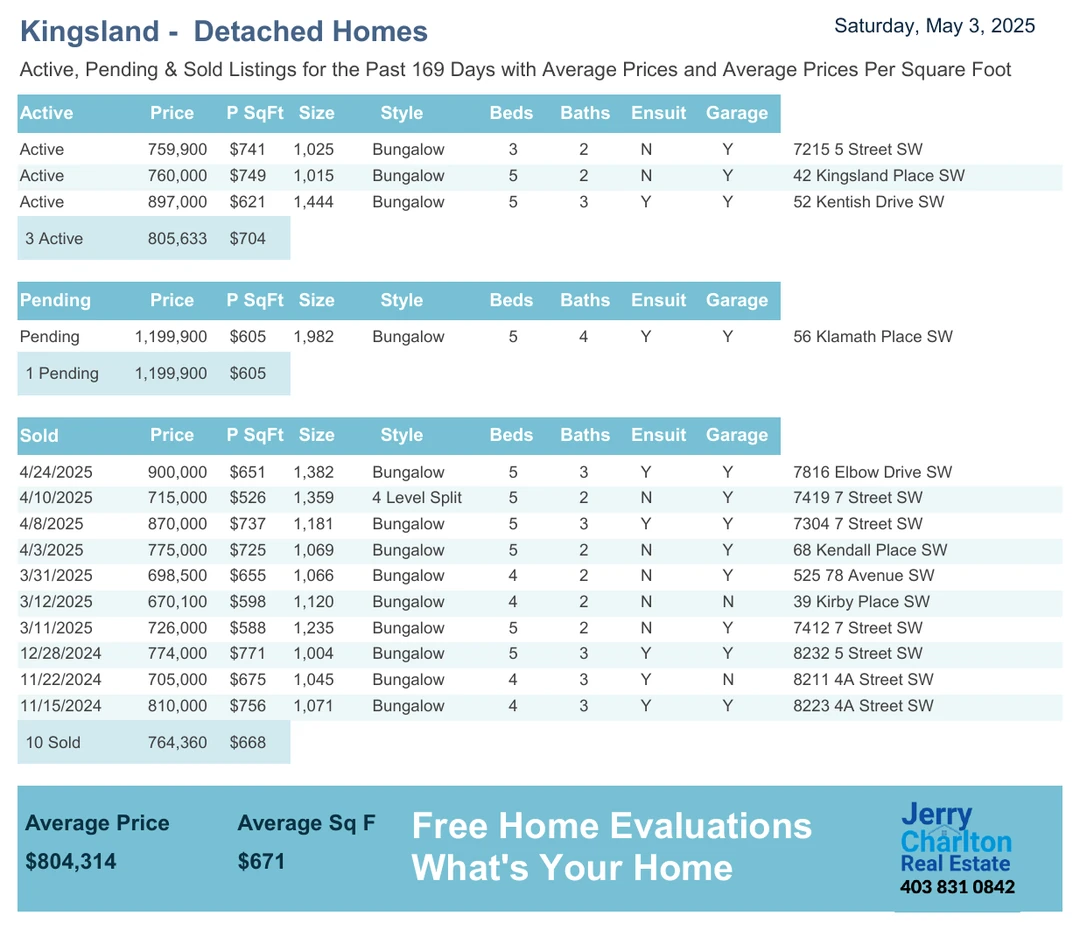 Kingsland - Detached Homes
Saturday, May 3, 2025
Active, Pending & Sold Listings for the Past 169 Days with Average Prices and Average Prices Per Square Foot
Active Price P SqFt Size Style Beds Baths Ensuit Garage
Active 759,900 $741 1,025 Bungalow 3 2 N Y 7215 5 Street SW
Active 760,000 $749 1,015 Bungalow 5 2 N Y 42 Kingsland Place SW
Active 897,000 $621 1,444 Bungalow 5 3 Y Y 52 Kentish Drive SW
3 Active 805,633 $704
Pending Price P SqFt Size Style Beds Baths Ensuit Garage
Pending 1,199,900 $605 1,982 Bungalow 5 4 Y Y 56 Klamath Place SW
1 Pending 1,199,900 $605
Sold Price P SqFt Size Style Beds Baths Ensuit Garage
4/24/2025 900,000 $651 1,382 Bungalow 5 3 Y Y 7816 Elbow Drive SW
4/10/2025 715,000 $526 1,359 4 Level Split 5 2 N Y 7419 7 Street SW
4/8/2025 870,000 $737 1,181 Bungalow 5 3 Y Y 7304 7 Street SW
4/3/2025 775,000 $725 1,069 Bungalow 5 2 N Y 68 Kendall Place SW
3/31/2025 698,500 $655 1,066 Bungalow 4 2 N Y 525 78 Avenue SW
3/12/2025 670,100 $598 1,120 Bungalow 4 2 N N 39 Kirby Place SW
3/11/2025 726,000 $588 1,235 Bungalow 5 2 N Y 7412 7 Street SW
12/28/2024 774,000 $771 1,004 Bungalow 5 3 Y Y 8232 5 Street SW
11/22/2024 705,000 $675 1,045 Bungalow 4 3 Y N 8211 4A Street SW
11/15/2024 810,000 $756 1,071 Bungalow 4 3 Y Y 8223 4A Street SW
10 Sold 764,360 $668
Average Price Average Sq F
$804,314 $671
Free Home Evaluations
What's Your Home
Jerry
Charlton
Real Estate
403 831 0842